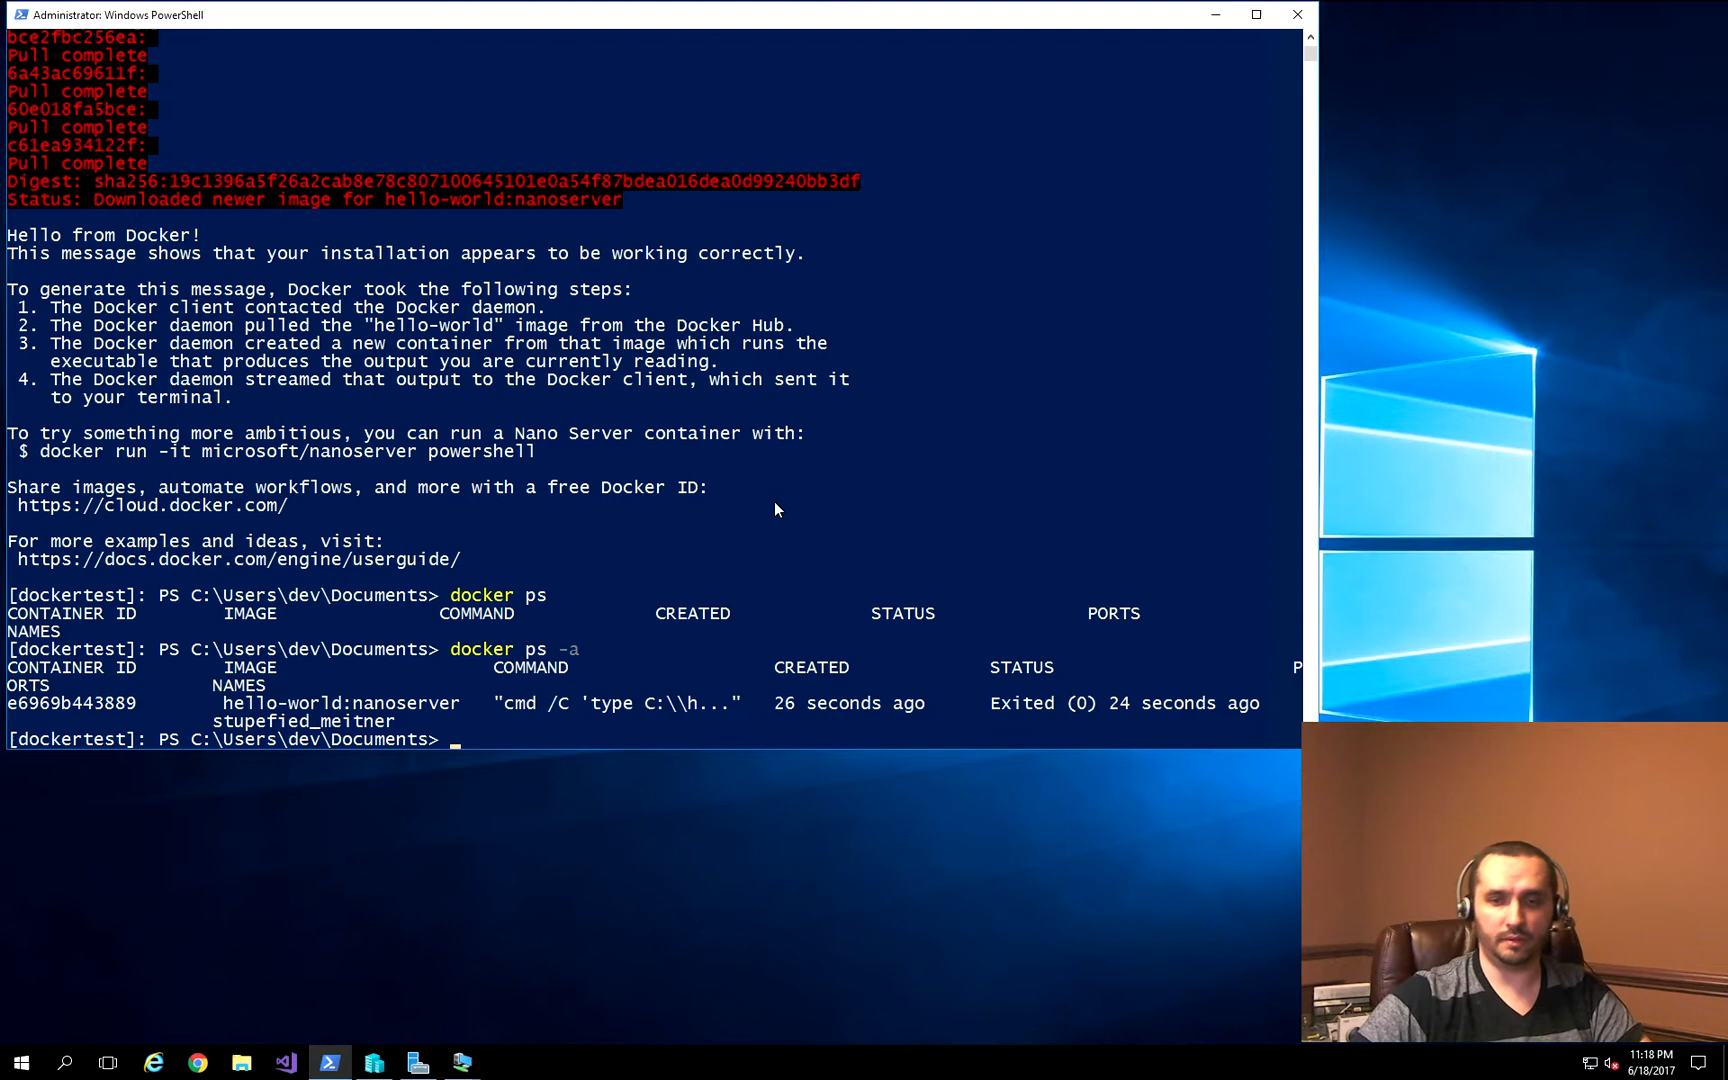 Administrator: Windows PowerShell
bce2fbc256ea:
Pull complete
6a43ac69611f:
Pull complete
60e018fa5bce:
Pull complete
c61ea934122f:
Pull complete
Digest: sha256:19c1396a5f26a2cab8e78c807100645101e0a54f87bdea016dea0d99240bb3df
Status: Downloaded newer image for hello-world:nanoserver
Hello from Docker!
This message shows that your installation appears to be working correctly.
To generate this message, Docker took the following steps:
1. The Docker client contacted the Docker daemon.
2. The Docker daemon pulled the "hello-world" image from the Docker Hub.
3. The Docker daemon created a new container from that image which runs the
executable that produces the output you are currently reading.
4. The Docker daemon streamed that output to the Docker client, which sent it
to your terminal.
To try something more ambitious, you can run a Nano Server container with:
$ docker run -it microsoft/nanoserver powershell
Share images, automate workflows, and more with a free Docker ID:
https://cloud.docker.com/
For more examples and ideas, visit:
https://docs.docker.com/engine/userguide/
[dockertest]: PS C:\Users\dev\Documents> docker ps
CONTAINER ID IMAGE COMMAND CREATED STATUS PORTS
NAMES
[dockertest]: PS C:\Users\dev\Documents> docker ps -a
CONTAINER ID IMAGE COMMAND CREATED STATUS P
ORTS NAMES
e6969b443889 hello-world:nanoserver "cmd /C 'type C:\\h..." 26 seconds ago Exited (0) 24 seconds ago
stupefied_meitner
[dockertest]: PS C:\Users\dev\Documents>
11:18 PM
6/18/2017